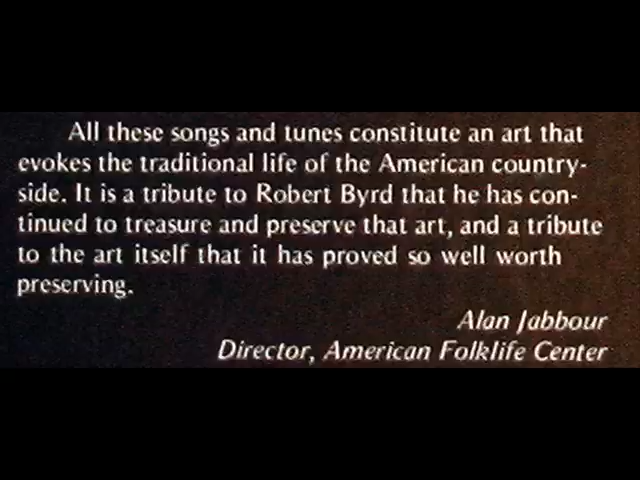 All these songs and tunes constitute an art that
evokes the traditional life of the American country-
side. It is a tribute to Robert Byrd that he has con-
tinued to treasure and preserve that art, and a tribute
to the art itself that it has proved so well worth
preserving.
Alan Jabbour
Director, American Folklife Center